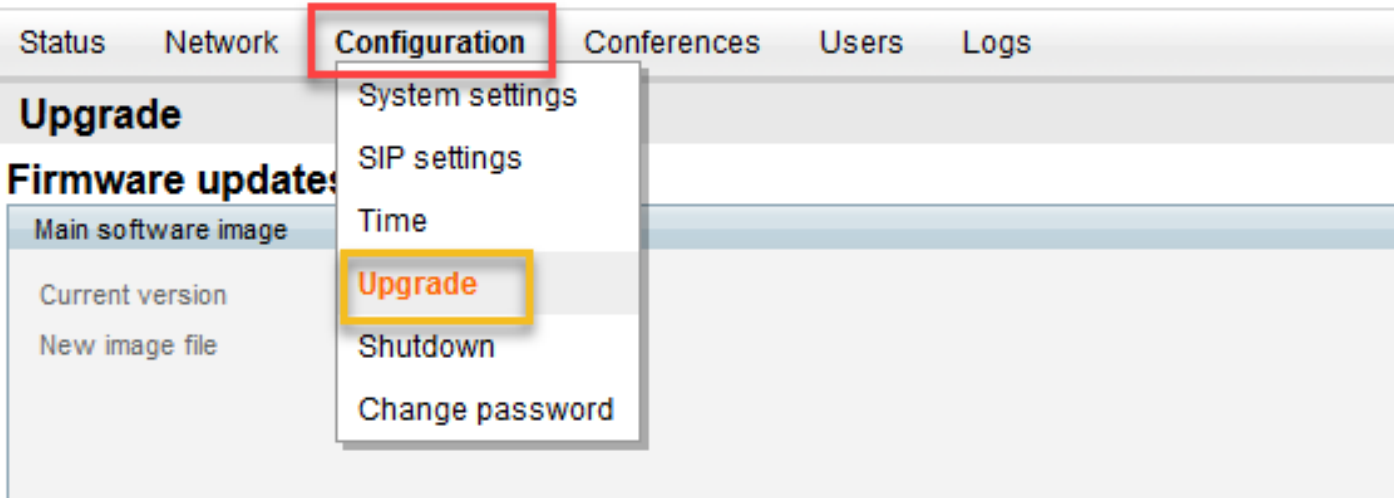 Status Network Configuration Conferences Users Logs
System settings
Upgrade
SIP settings
Firmware updates
Time
Main software image
Upgrade
Current version
New image file
Shutdown
Change password